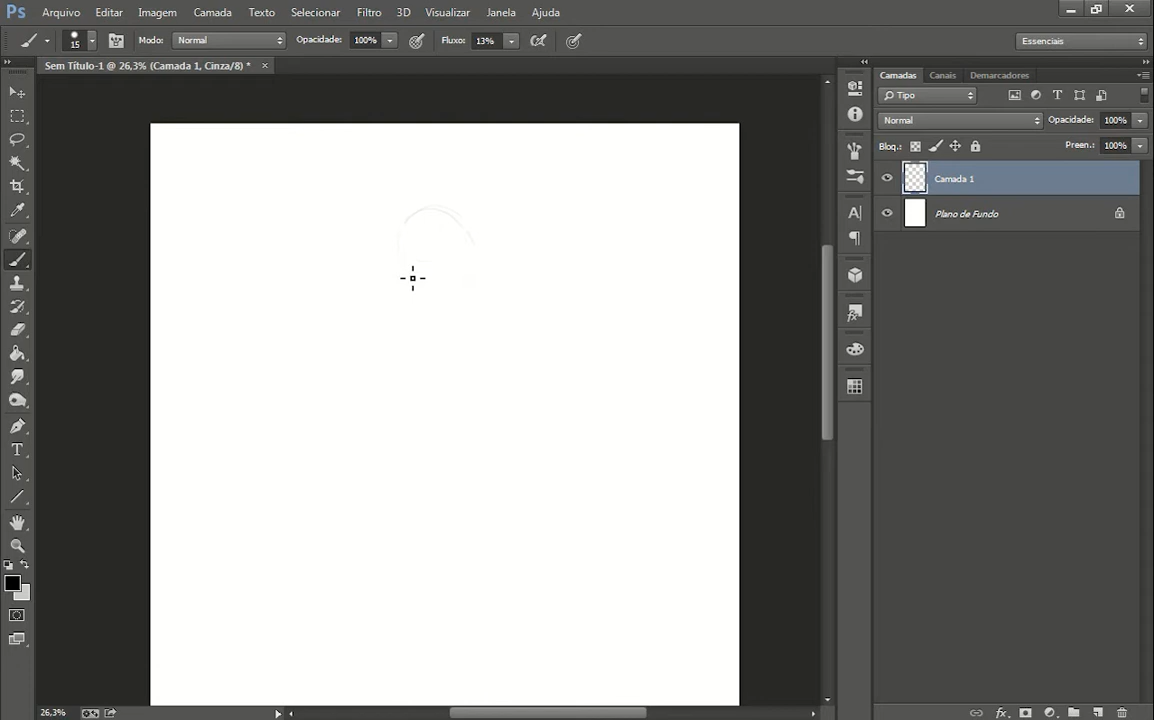 Ps Arquivo Editar Imagem Camada Texto Selecionar Filtro 3D Visualizar Janela Ajuda
15 Modo: Normal Opacidade: 100% Fluxo: 13% Essenciais
Sem Título-1 @ 26,3% (Camada 1, Cinza/8) * ×
Camadas Canais Demarcadores
Tipo
Normal Opacidade: 100%
Bloq.: Preen.: 100%
Camada 1
Plano de Fundo
26,3%